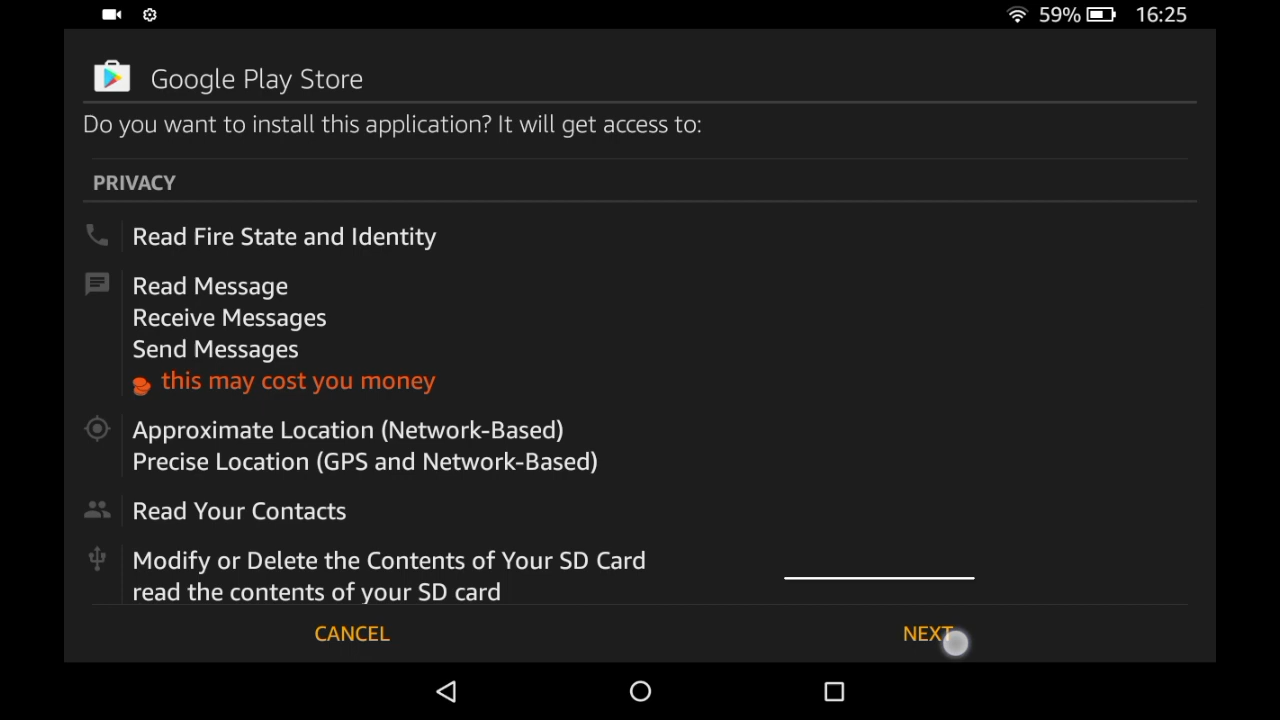 59% 16:25
Google Play Store
Do you want to install this application? It will get access to:
PRIVACY
Read Fire State and Identity
Read Message
Receive Messages
Send Messages
this may cost you money
Approximate Location (Network-Based)
Precise Location (GPS and Network-Based)
Read Your Contacts
Modify or Delete the Contents of Your SD Card
read the contents of your SD card
CANCEL NEXT